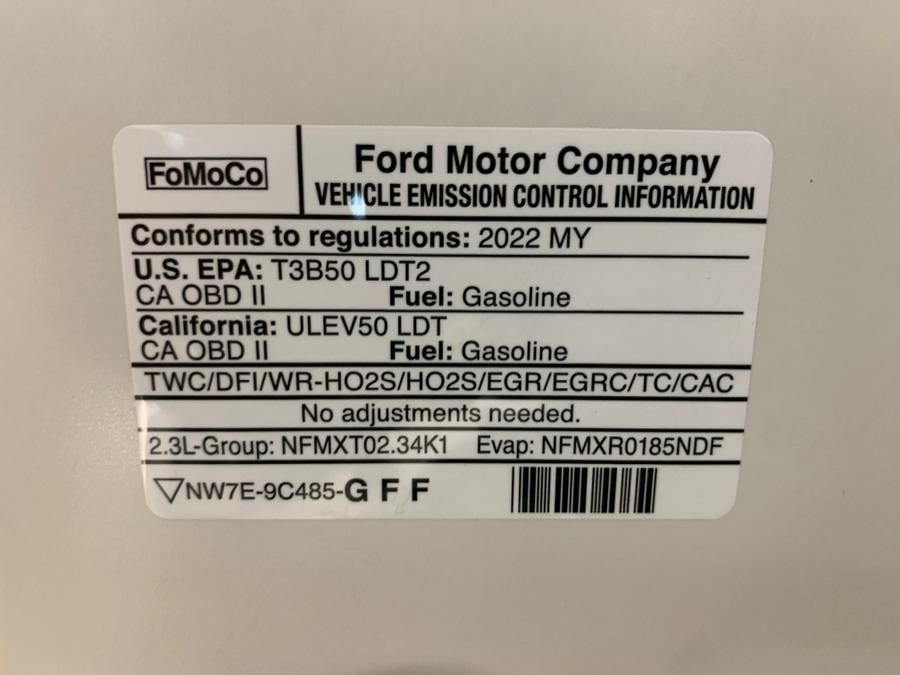 FoMoCo
Ford Motor Company
VEHICLE EMISSION CONTROL INFORMATION
Conforms to regulations: 2022 MY
U.S. EPA: T3B50 LDT2
CA OBD II Fuel: Gasoline
California: ULEV50 LDT
CA OBD II Fuel: Gasoline
TWC/DFI/WR-HO2S/HO2S/EGR/EGRC/TC/CAC
No adjustments needed.
2.3L-Group: NFMXT02.34K1 Evap: NFMXR0185NDF
NW7E-9C485-G F F